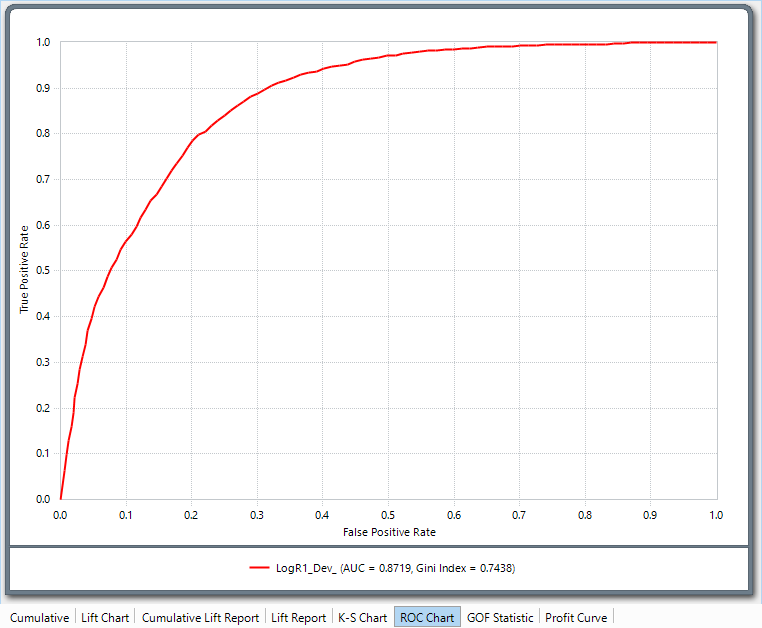 1.0
0.9
0.8
0.7
0.6
0.5
0.4
0.3
0.2
0.1
0.0
True Positive Rate
0.0 0.1 0.2 0.3 0.4 0.5 0.6 0.7 0.8 0.9 1.0
False Positive Rate
LogR1_Dev_ (AUC = 0.8719, Gini Index = 0.7438)
Cumulative Lift Chart Cumulative Lift Report Lift Report K-S Chart ROC Chart GOF Statistic Profit Curve